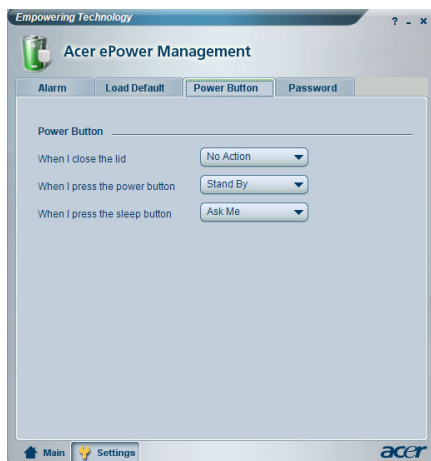 Empowering Technology
? - ×
Acer ePower Management
Alarm Load Default Power Button Password
Power Button
When I close the lid No Action
When I press the power button Stand By
When I press the sleep button Ask Me
Main Settings acer